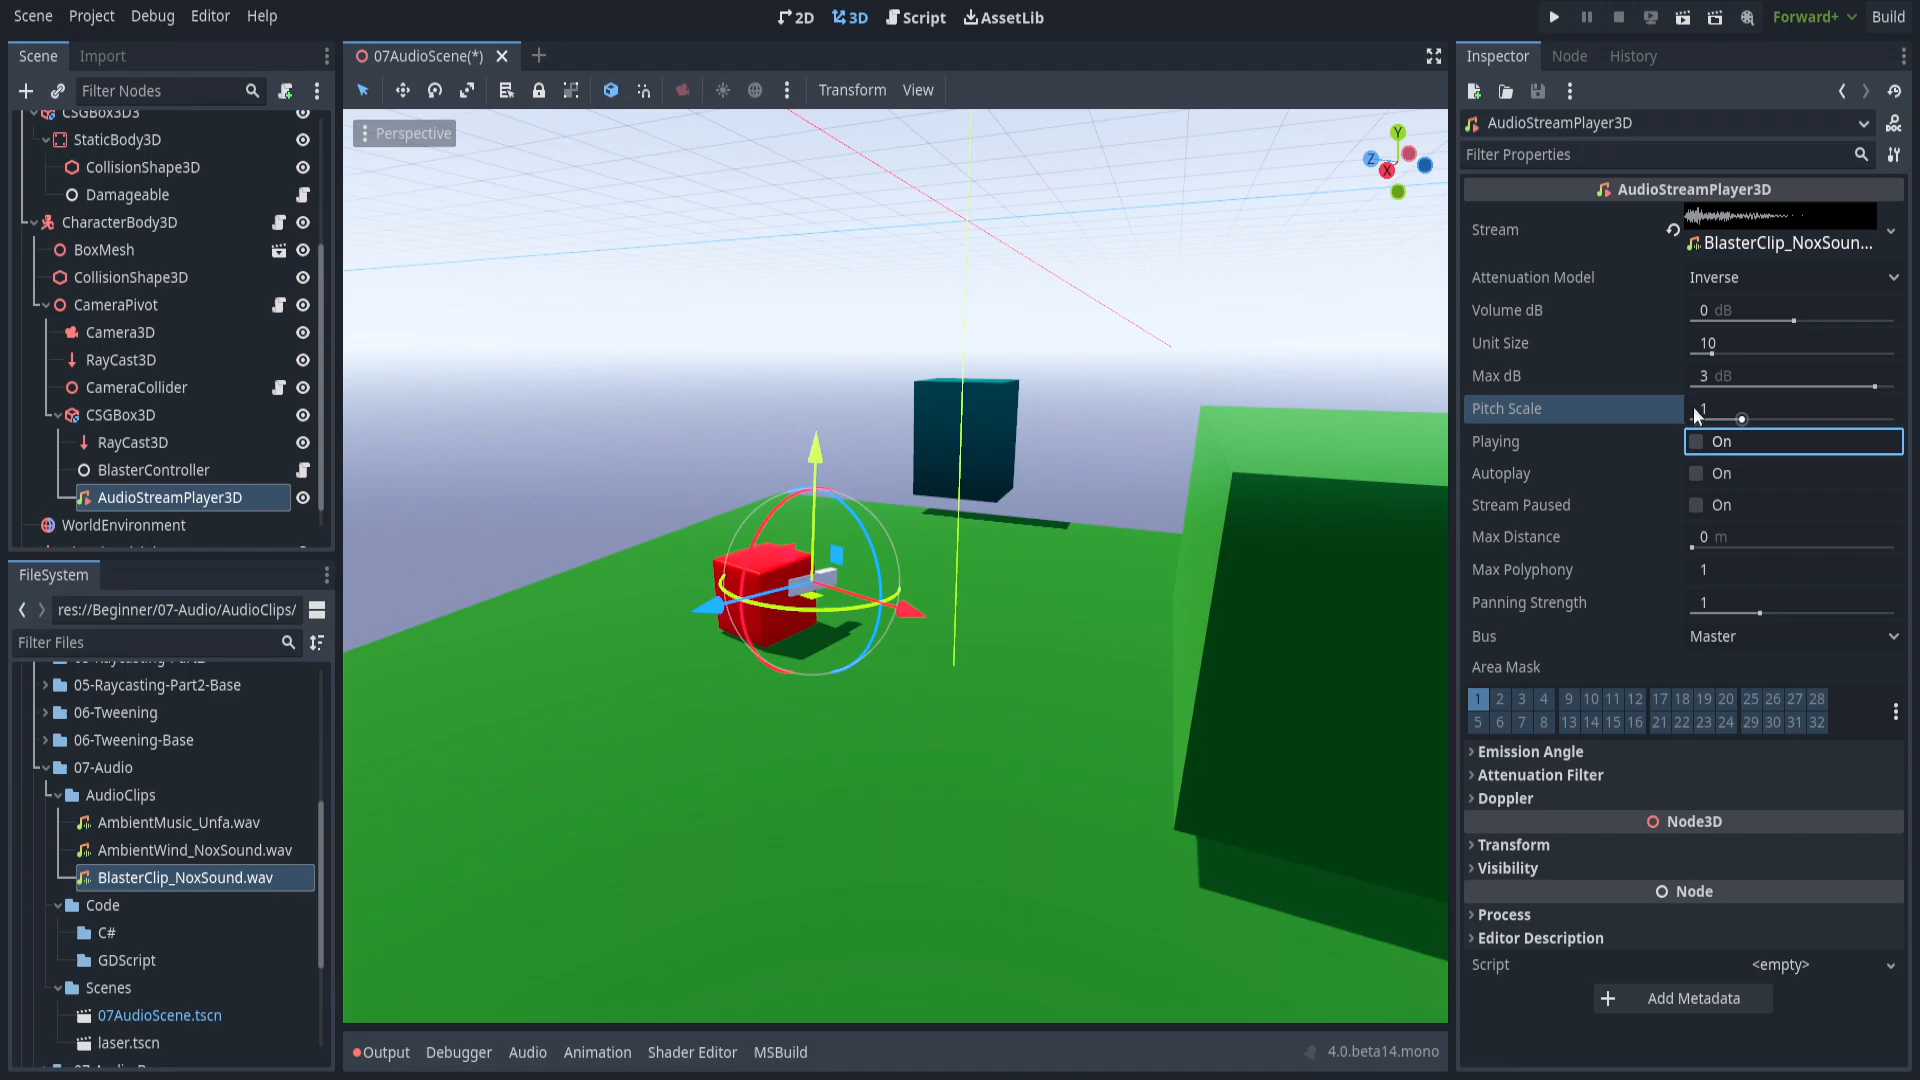 Scene Project Debug Editor Help 2D 3D Script AssetLib Forward+ Build
Scene Import
Filter Nodes
CSGBox3D3
StaticBody3D
CollisionShape3D
Damageable
CharacterBody3D
BoxMesh
CollisionShape3D
CameraPivot
Camera3D
RayCast3D
CameraCollider
CSGBox3D
RayCast3D
BlasterController
AudioStreamPlayer3D
WorldEnvironment
FileSystem
res://Beginner/07-Audio/AudioClips/
Filter Files
05-Raycasting-Part2
05-Raycasting-Part2-Base
06-Tweening
06-Tweening-Base
07-Audio
AudioClips
AmbientMusic_Unfa.wav
AmbientWind_NoxSound.wav
BlasterClip_NoxSound.wav
Code
C#
GDScript
Scenes
07AudioScene.tscn
laser.tscn
07AudioScene(*)
Transform View
Perspective
Y
Z
X
Output Debugger Audio Animation Shader Editor MSBuild 4.0.beta14.mono
Inspector Node History
AudioStreamPlayer3D
Filter Properties
AudioStreamPlayer3D
Stream BlasterClip_NoxSoun...
Attenuation Model Inverse
Volume dB 0 dB
Unit Size 10
Max dB 3 dB
Pitch Scale 1
Playing On
Autoplay On
Stream Paused On
Max Distance 0 m
Max Polyphony 1
Panning Strength 1
Bus Master
Area Mask
1 2 3 4 9 10 11 12 17 18 19 20 25 26 27 28
5 6 7 8 13 14 15 16 21 22 23 24 29 30 31 32
Emission Angle
Attenuation Filter
Doppler
Node3D
Transform
Visibility
Node
Process
Editor Description
Script <empty>
Add Metadata